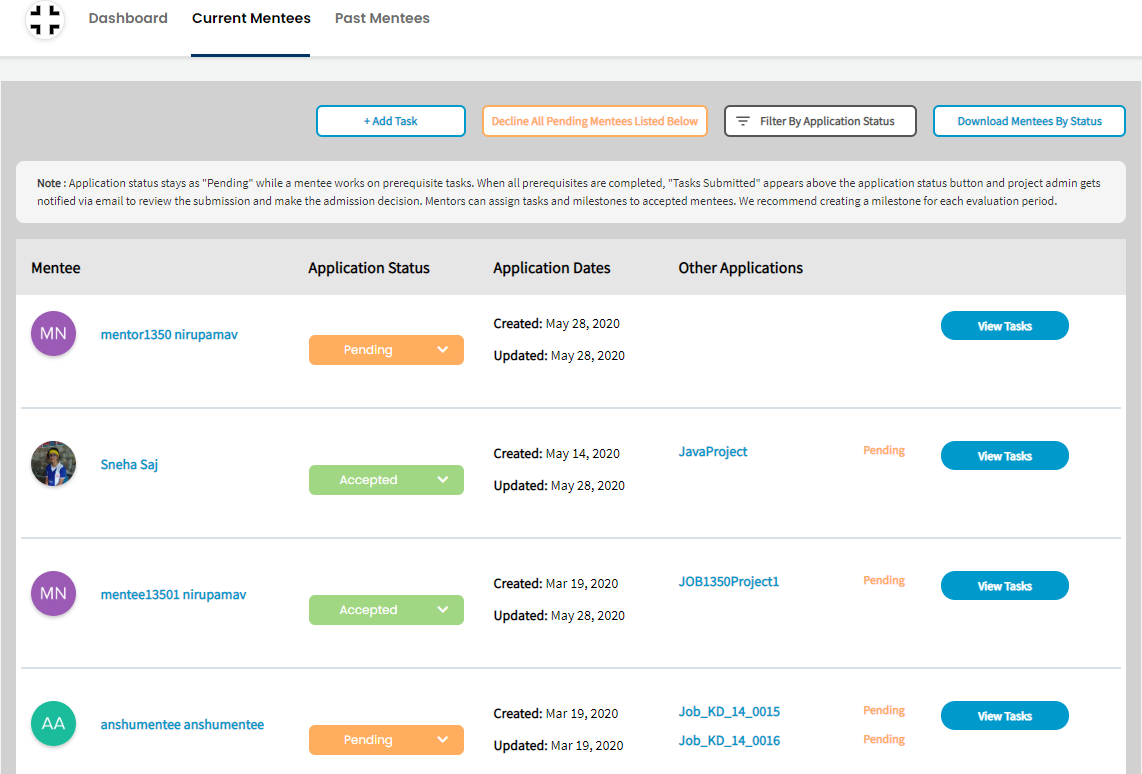 Dashboard Current Mentees Past Mentees
+ Add Task Decline All Pending Mentees Listed Below Filter By Application Status Download Mentees By Status
Note : Application status stays as "Pending" while a mentee works on prerequisite tasks. When all prerequisites are completed, "Tasks Submitted" appears above the application status button and project admin gets
notified via email to review the submission and make the admission decision. Mentors can assign tasks and milestones to accepted mentees. We recommend creating a milestone for each evaluation period.
Mentee Application Status Application Dates Other Applications
MN mentor1350 nirupamav Pending Created: May 28, 2020 View Tasks
Updated: May 28, 2020
Sneha Saj Accepted Created: May 14, 2020 JavaProject Pending View Tasks
Updated: May 28, 2020
MN mentee13501 nirupamav Accepted Created: Mar 19, 2020 JOB1350Project1 Pending View Tasks
Updated: May 28, 2020
AA anshumentee anshumentee Pending Created: Mar 19, 2020 Job_KD_14_0015 Pending View Tasks
Updated: Mar 19, 2020 Job_KD_14_0016 Pending